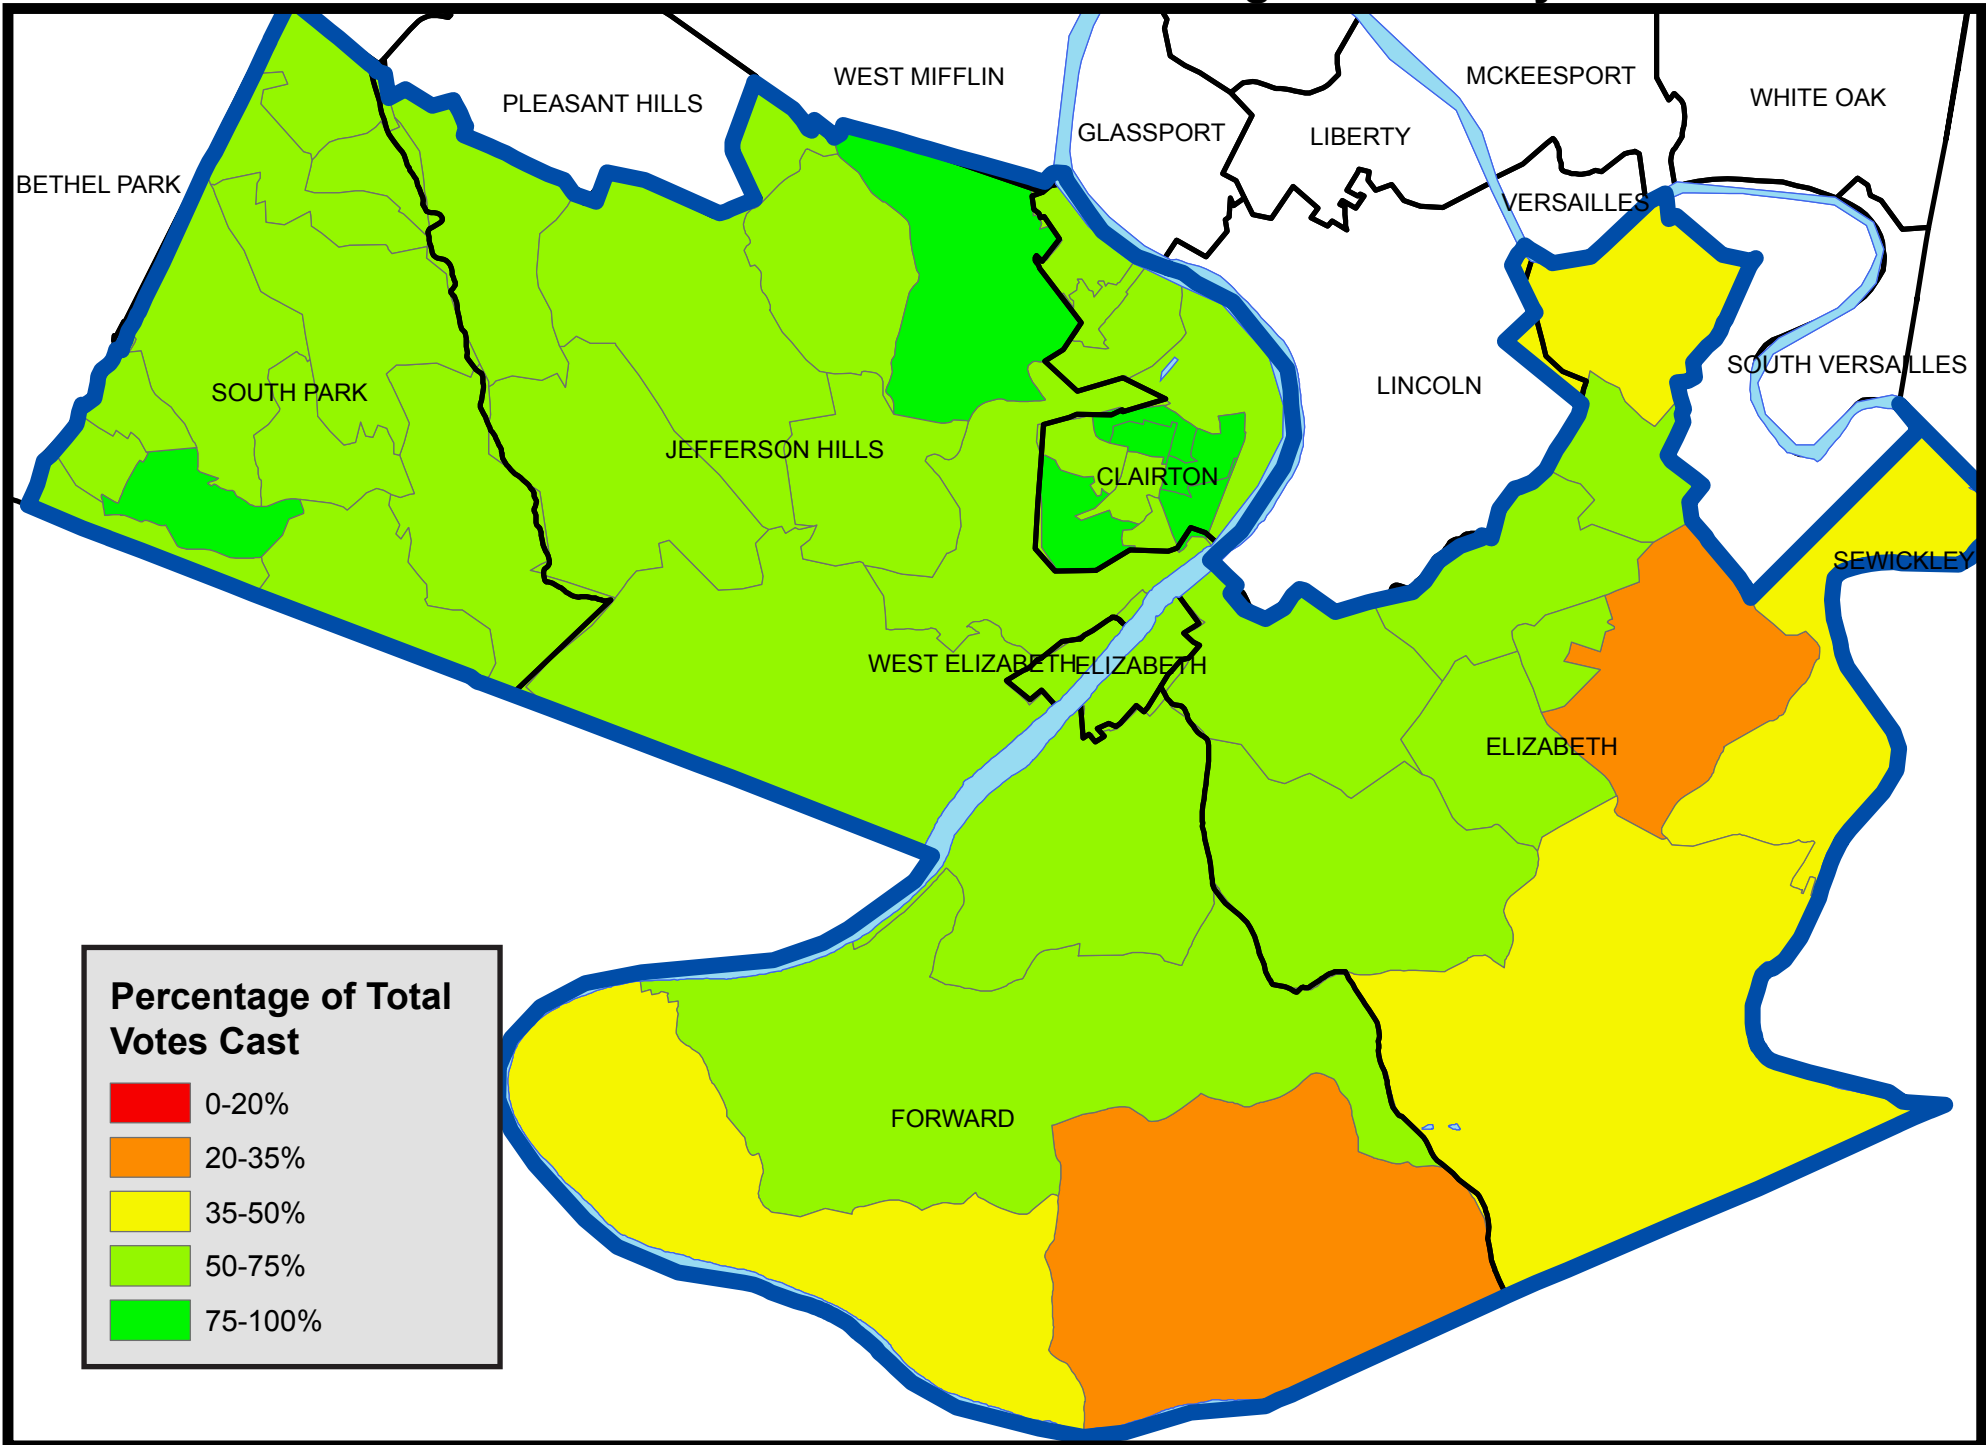 WEST MIFFLIN
MCKEESPORT
PLEASANT HILLS
WHITE OAK
GLASSPORT
LIBERTY
BETHEL PARK
VERSAILLES
SOUTH VERSAILLES
LINCOLN
SOUTH PARK
JEFFERSON HILLS
CLAIRTON
SEWICKLEY
WEST ELIZABETH
ELIZABETH
ELIZABETH
FORWARD
Percentage of Total
Votes Cast
0-20%
20-35%
35-50%
50-75%
75-100%